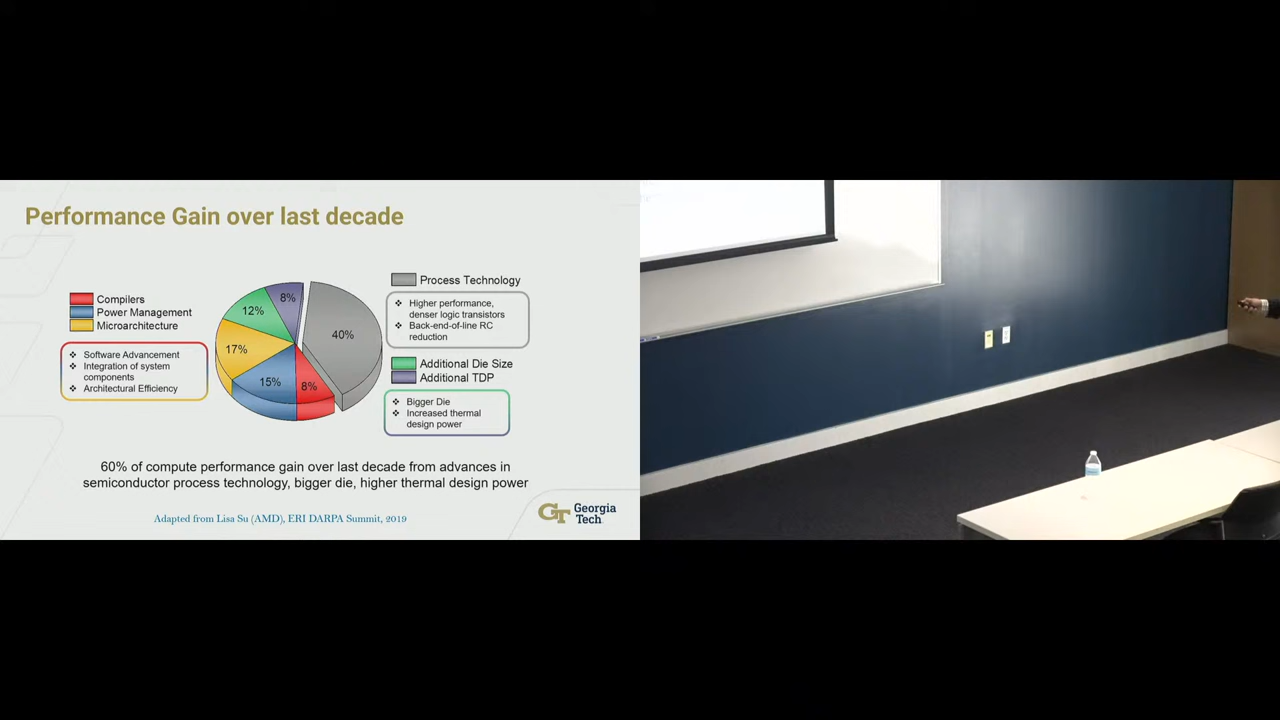 Performance Gain over last decade
Compilers
Power Management
Microarchitecture
❖ Software Advancement
❖ Integration of system
components
❖ Architectural Efficiency
8%
12%
17%
15%
8%
40%
Process Technology
❖ Higher performance,
denser logic transistors
❖ Back-end-of-line RC
reduction
Additional Die Size
Additional TDP
❖ Bigger Die
❖ Increased thermal
design power
60% of compute performance gain over last decade from advances in
semiconductor process technology, bigger die, higher thermal design power
Adapted from Lisa Su (AMD), ERI DARPA Summit, 2019
GT Georgia
Tech